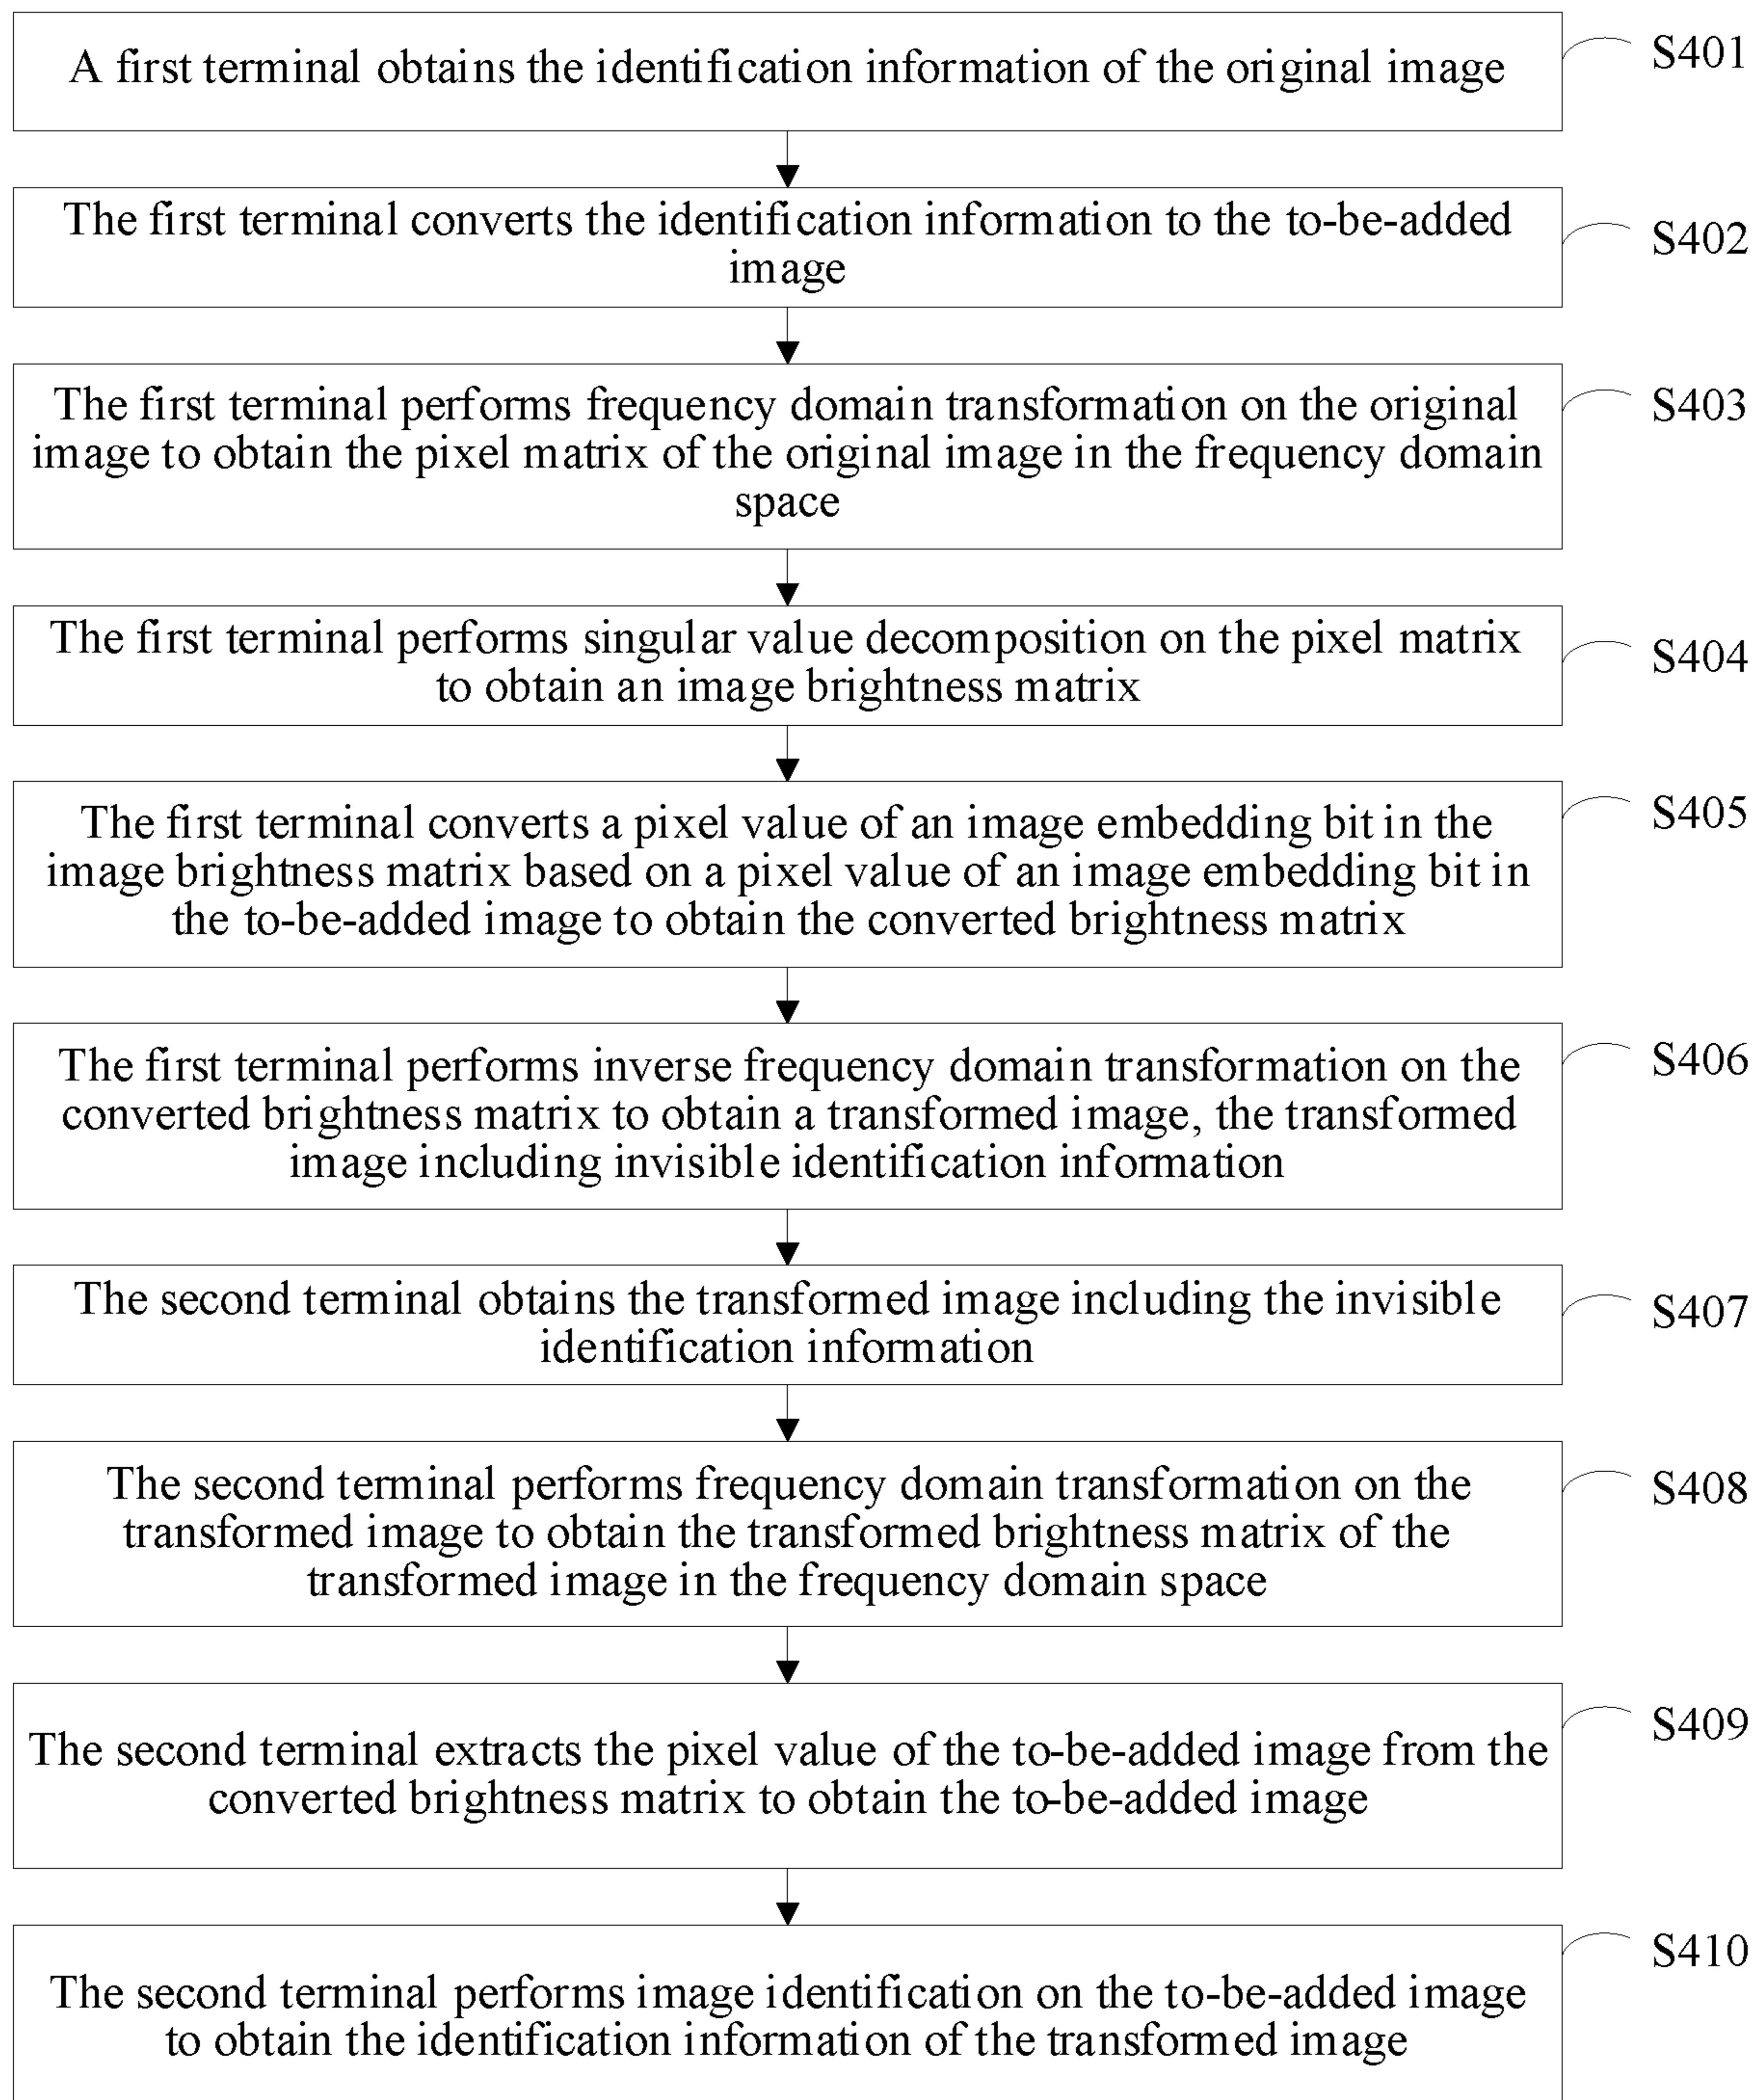 A first terminal obtains the identification information of the original image
S401
The first terminal converts the identification information to the to-be-added
image
S402
The first terminal performs frequency domain transformation on the original
image to obtain the pixel matrix of the original image in the frequency domain
space
S403
The first terminal performs singular value decomposition on the pixel matrix
to obtain an image brightness matrix
S404
The first terminal converts a pixel value of an image embedding bit in the
image brightness matrix based on a pixel value of an image embedding bit in
the to-be-added image to obtain the converted brightness matrix
S405
The first terminal performs inverse frequency domain transformation on the
converted brightness matrix to obtain a transformed image, the transformed
image including invisible identification information
S406
The second terminal obtains the transformed image including the invisible
identification information
S407
The second terminal performs frequency domain transformation on the
transformed image to obtain the transformed brightness matrix of the
transformed image in the frequency domain space
S408
The second terminal extracts the pixel value of the to-be-added image from the
converted brightness matrix to obtain the to-be-added image
S409
The second terminal performs image identification on the to-be-added image
to obtain the identification information of the transformed image
S410